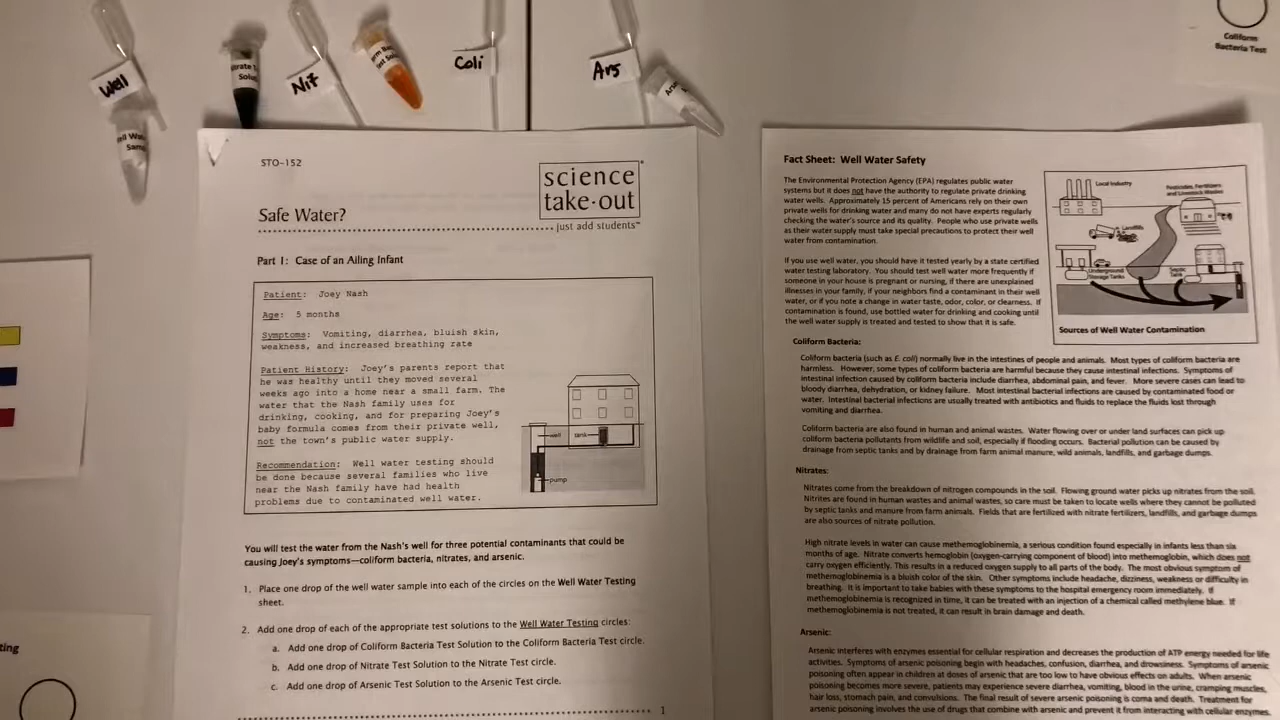 Well
Nit
Coli
Ars
Coliform
Bacteria Test
STO-152
science
take-out
just add students™
Safe Water?
Part 1: Case of an Ailing Infant
Patient: Joey Nash
Age: 5 months
Symptoms: Vomiting, diarrhea, bluish skin,
weakness, and increased breathing rate
Patient History: Joey's parents report that
he was healthy until they moved several
weeks ago into a home near a small farm. The
water that the Nash family uses for
drinking, cooking, and for preparing Joey's
baby formula comes from their private well,
not the town's public water supply.
Recommendation: Well water testing should
be done because several families who live
near the Nash family have had health
problems due to contaminated well water.
well
tank
pump
You will test the water from the Nash's well for three potential contaminants that could be
causing Joey's symptoms—coliform bacteria, nitrates, and arsenic.
1. Place one drop of the well water sample into each of the circles on the Well Water Testing
sheet.
2. Add one drop of each of the appropriate test solutions to the Well Water Testing circles:
a. Add one drop of Coliform Bacteria Test Solution to the Coliform Bacteria Test circle.
b. Add one drop of Nitrate Test Solution to the Nitrate Test circle.
c. Add one drop of Arsenic Test Solution to the Arsenic Test circle.
1
Fact Sheet: Well Water Safety
The Environmental Protection Agency (EPA) regulates public water
systems but it does not have the authority to regulate private drinking
water wells. Approximately 15 percent of Americans rely on their own
private wells for drinking water and many do not have experts regularly
checking the water's source and its quality. People who use private wells
as their water supply must take special precautions to protect their well
water from contamination.
If you use well water, you should have it tested yearly by a state certified
water testing laboratory. You should test well water more frequently if
someone in your house is pregnant or nursing, if there are unexplained
illnesses in your family, if your neighbors find a contaminant in their well
water, or if you note a change in water taste, odor, color, or clearness. If
contamination is found, use bottled water for drinking and cooking until
the well water supply is treated and tested to show that it is safe.
Local Industry
Pesticides, Fertilizers
and Livestock Wastes
Landfills
Underground
Storage Tanks
Septic
Tank
Sources of Well Water Contamination
Coliform Bacteria:
Coliform bacteria (such as E. coli) normally live in the intestines of people and animals. Most types of coliform bacteria are
harmless. However, some types of coliform bacteria are harmful because they cause intestinal infections. Symptoms of
intestinal infection caused by coliform bacteria include diarrhea, abdominal pain, and fever. More severe cases can lead to
bloody diarrhea, dehydration, or kidney failure. Most intestinal bacterial infections are caused by contaminated food or
water. Intestinal bacterial infections are usually treated with antibiotics and fluids to replace the fluids lost through
vomiting and diarrhea.
Coliform bacteria are also found in human and animal wastes. Water flowing over or under land surfaces can pick up
coliform bacteria pollutants from wildlife and soil, especially if flooding occurs. Bacterial pollution can be caused by
drainage from septic tanks and by drainage from farm animal manure, wild animals, landfills, and garbage dumps.
Nitrates:
Nitrates come from the breakdown of nitrogen compounds in the soil. Flowing ground water picks up nitrates from the soil.
Nitrites are found in human wastes and animal wastes, so care must be taken to locate wells where they cannot be polluted
by septic tanks and manure from farm animals. Fields that are fertilized with nitrate fertilizers, landfills, and garbage dumps
are also sources of nitrate pollution.
High nitrate levels in water can cause methemoglobinemia, a serious condition found especially in infants less than six
months of age. Nitrate converts hemoglobin (oxygen-carrying component of blood) into methemoglobin, which does not
carry oxygen efficiently. This results in a reduced oxygen supply to all parts of the body. The most obvious symptom of
methemoglobinemia is a bluish color of the skin. Other symptoms include headache, dizziness, weakness or difficulty in
breathing. It is important to take babies with these symptoms to the hospital emergency room immediately. If
methemoglobinemia is recognized in time, it can be treated with an injection of a chemical called methylene blue. If
methemoglobinemia is not treated, it can result in brain damage and death.
Arsenic:
Arsenic interferes with enzymes essential for cellular respiration and decreases the production of ATP energy needed for life
activities. Symptoms of arsenic poisoning begin with headaches, confusion, diarrhea, and drowsiness. Symptoms of arsenic
poisoning often appear in children at doses of arsenic that are too low to have obvious effects on adults. When arsenic
poisoning becomes more severe, patients may experience severe diarrhea, vomiting, blood in the urine, cramping muscles,
hair loss, stomach pain, and convulsions. The final result of severe arsenic poisoning is coma and death. Treatment for
arsenic poisoning involves the use of drugs that combine with arsenic and prevent it from interacting with cellular enzymes.